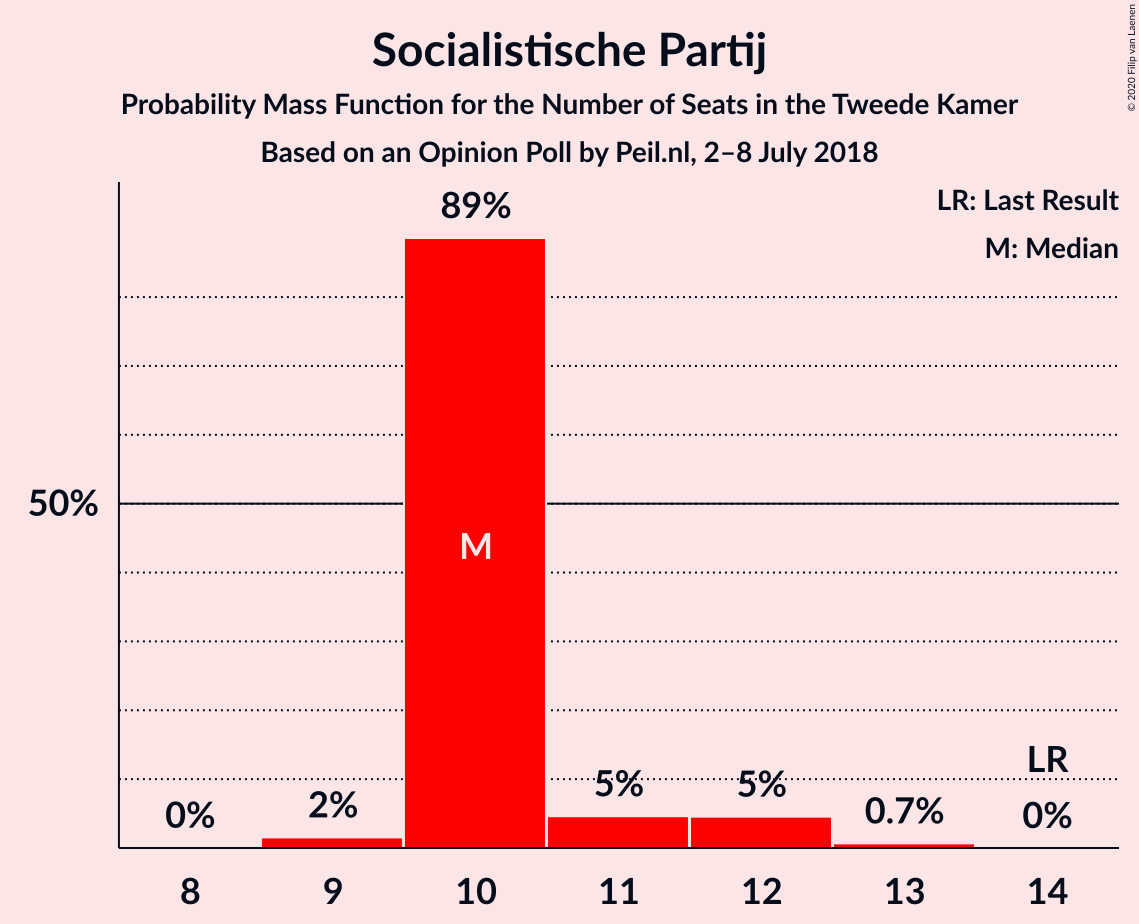 Socialistische Partij
Probability Mass Function for the Number of Seats in the Tweede Kamer
Based on an Opinion Poll by Peil.nl, 2–8 July 2018
© 2020 Filip van Laenen
LR: Last Result
M: Median
89%
50%
M
LR
0%
2%
5%
5%
0.7%
0%
8 9 10 11 12 13 14